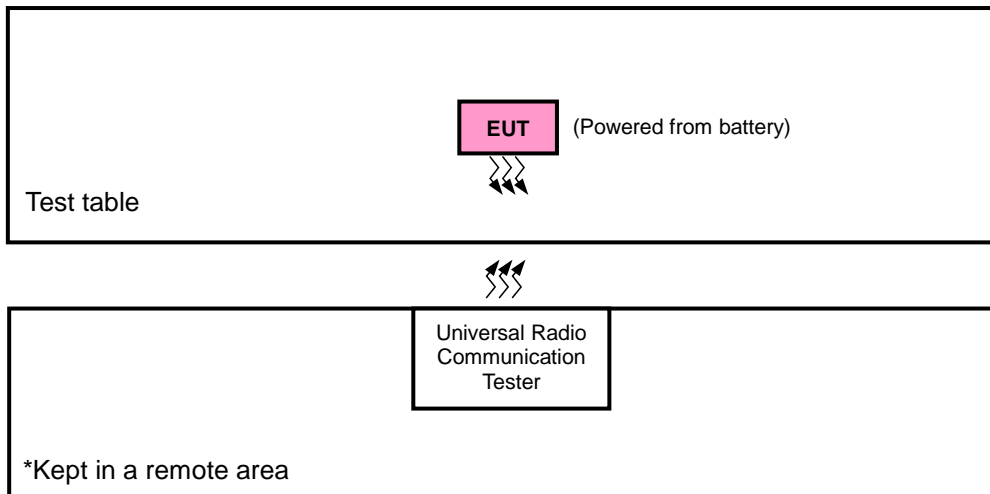 EUT
(Powered from battery)
Test table
Universal Radio
Communication
Tester
*Kept in a remote area